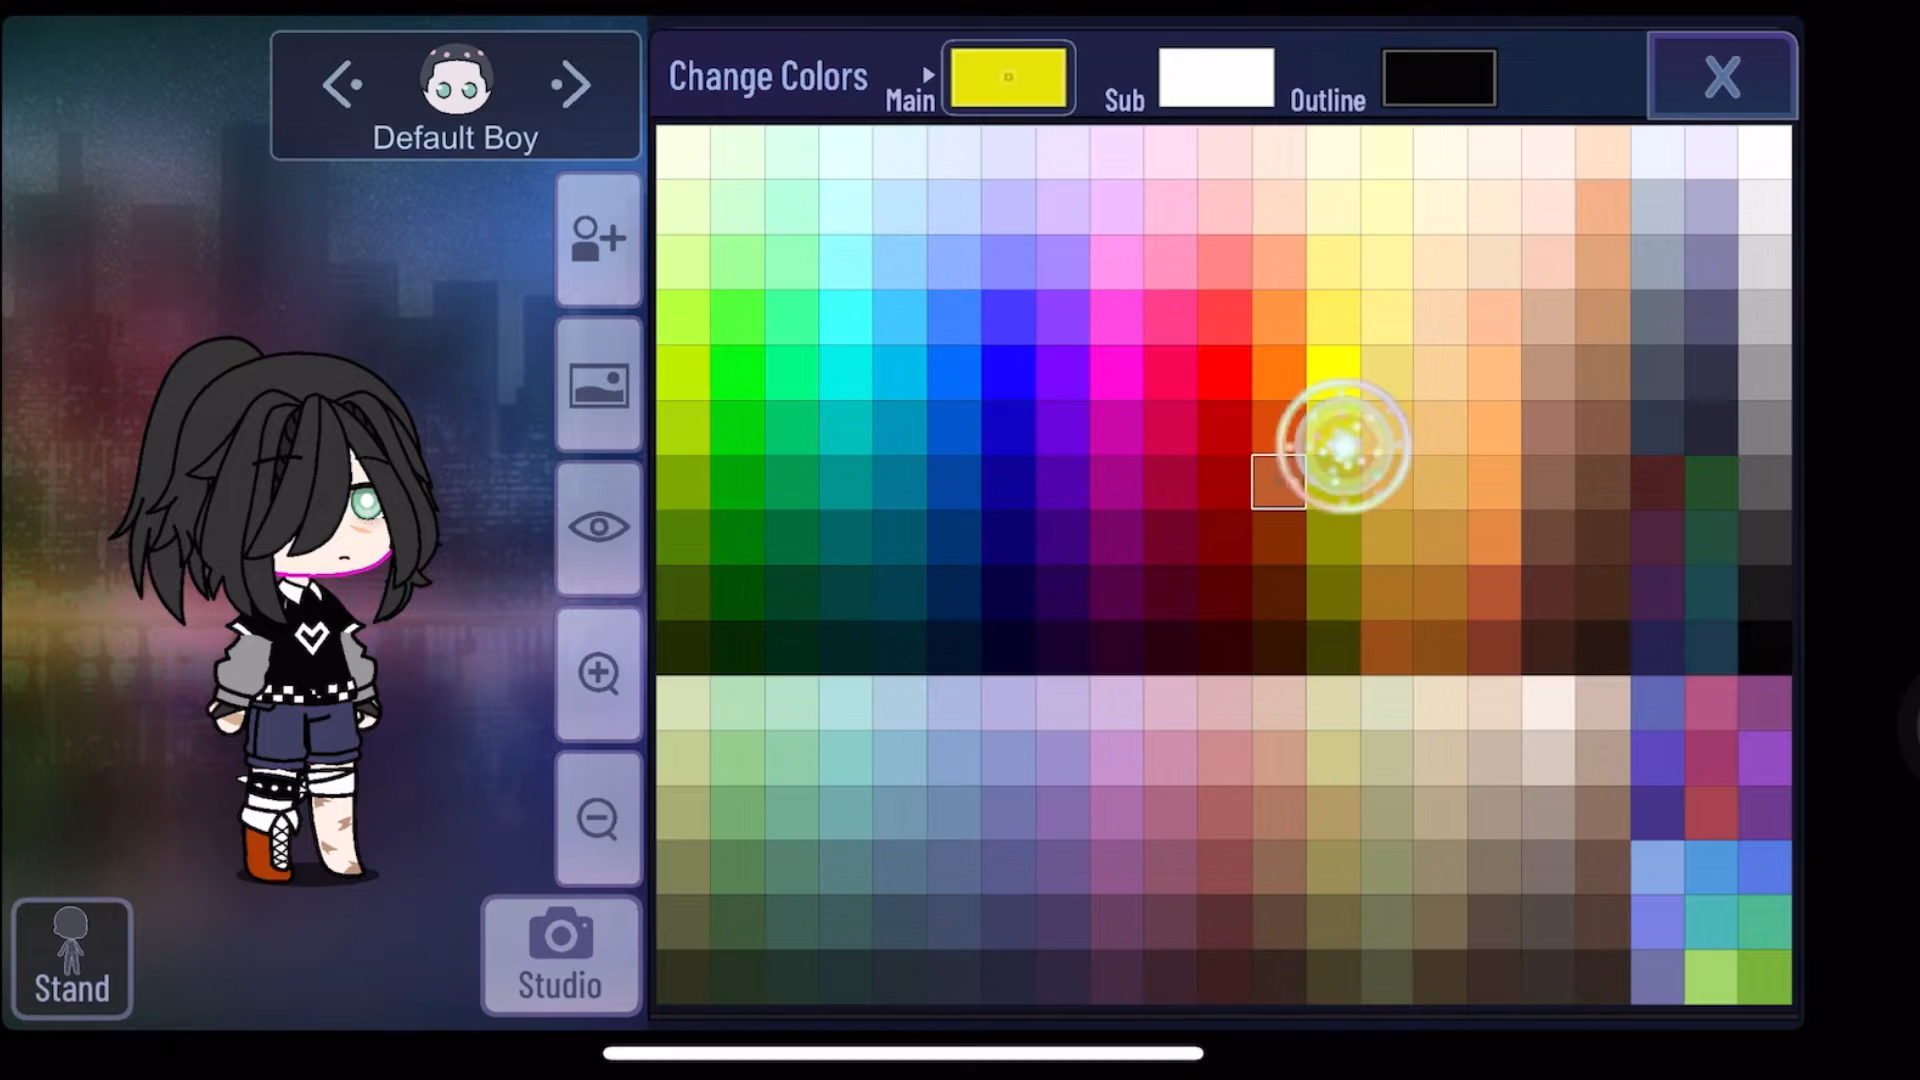 Default Boy
Change Colors
Main
Sub
Outline
X
Stand
Studio